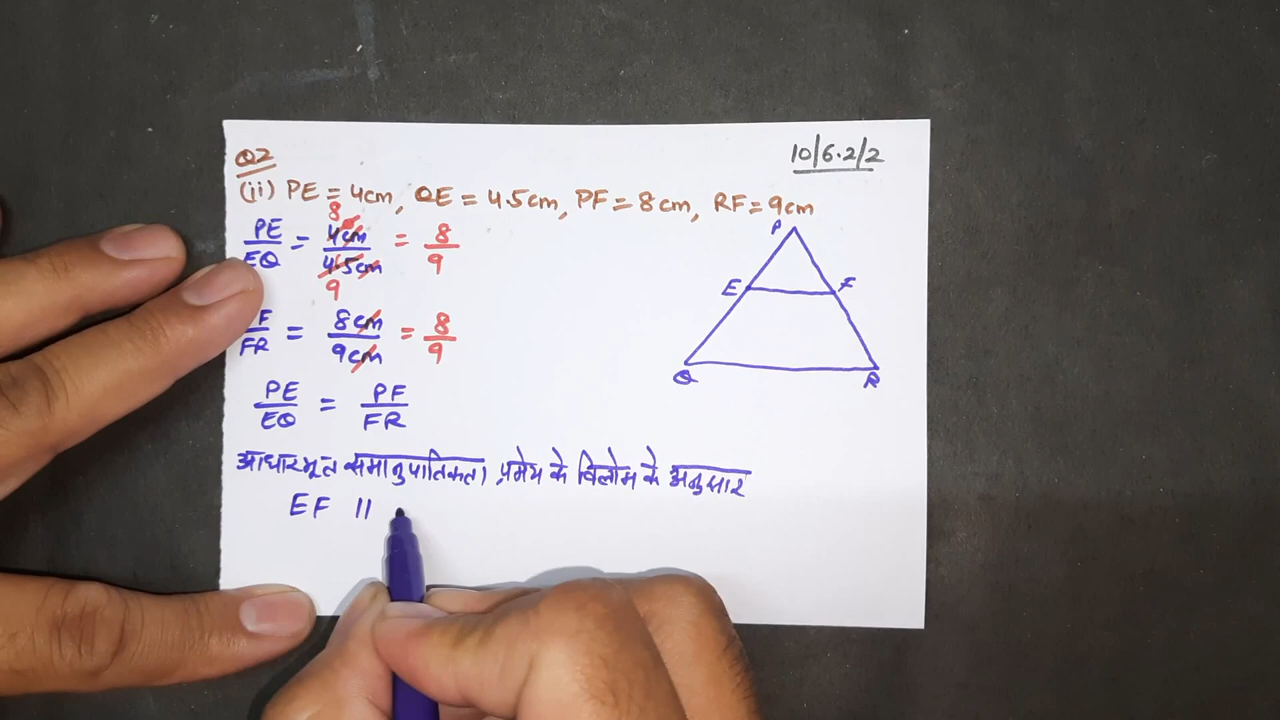 Q2
10/6.2/2
(ii) PE = 4cm, QE = 4.5cm, PF = 8cm, RF = 9cm
PE/EQ = 4cm/4.5cm = 8/9
8
9
F/FR = 8cm/9cm = 8/9
PE/EQ = PF/FR
आधारभूत समानुपातिकता प्रमेय के विलोम के अनुसार
EF ||
P
E F
Q R